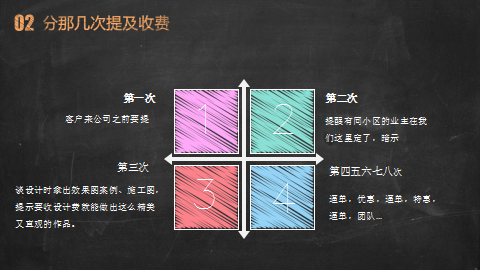 02 分那几次提及收费
第一次
客户来公司之前要提
1
2
第二次
提醒有同小区的业主在我
们这里定了，暗示
第三次
谈设计时拿出效果图案例、施工图，
提示要收设计费就能做出这么精美
又直观的作品。
3
4
第四五六七八次
逼单，优惠，逼单，特惠，
逼单，团队…